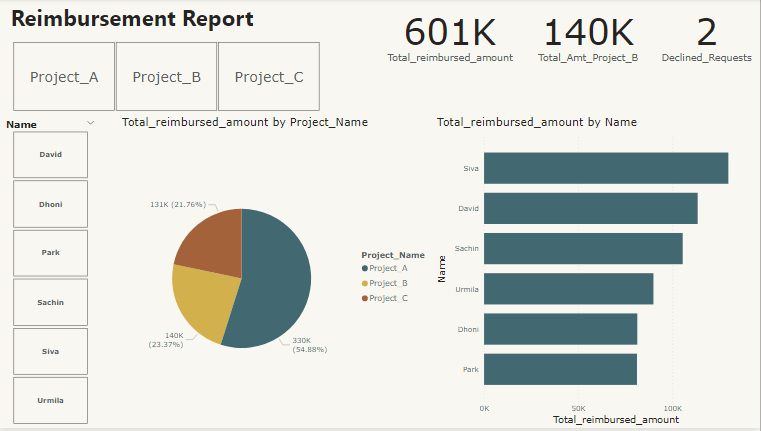 Reimbursement Report
601K
Total_reimbursed_amount
140K
Total_Amt_Project_B
2
Declined_Requests
Project_A
Project_B
Project_C
Name
David
Dhoni
Park
Sachin
Siva
Urmila
Total_reimbursed_amount by Project_Name
131K (21.76%)
140K
(23.37%)
330K
(54.88%)
Project_Name
Project_A
Project_B
Project_C
Total_reimbursed_amount by Name
Name
Siva
David
Sachin
Urmila
Dhoni
Park
0K
50K
100K
Total_reimbursed_amount